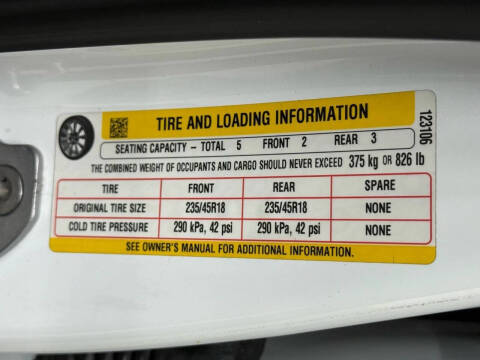 TIRE AND LOADING INFORMATION
SEATING CAPACITY - TOTAL 5 FRONT 2 REAR 3
THE COMBINED WEIGHT OF OCCUPANTS AND CARGO SHOULD NEVER EXCEED 375 kg OR 826 lb
TIRE FRONT REAR SPARE
ORIGINAL TIRE SIZE 235/45R18 235/45R18 NONE
COLD TIRE PRESSURE 290 kPa, 42 psi 290 kPa, 42 psi NONE
SEE OWNER'S MANUAL FOR ADDITIONAL INFORMATION.
123106